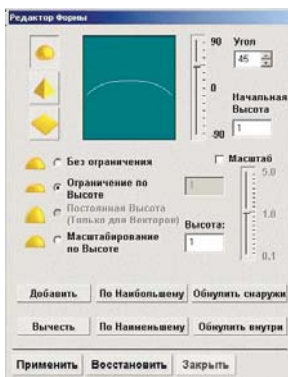 Редактор Формы
90
Угол
45
0
Начальная
Высота
-90
1
Без ограничения
Масштаб
Ограничение по
Высоте
1
5.0
Постоянная Высота
(Только для Векторов)
Высота:
1.0
Масштабирование
по Высоте
1
0.1
Добавить
По Наибольшему
Обнулить снаружи
Вычесть
По Наименьшему
Обнулить внутри
Применить
Восстановить
Закрыть